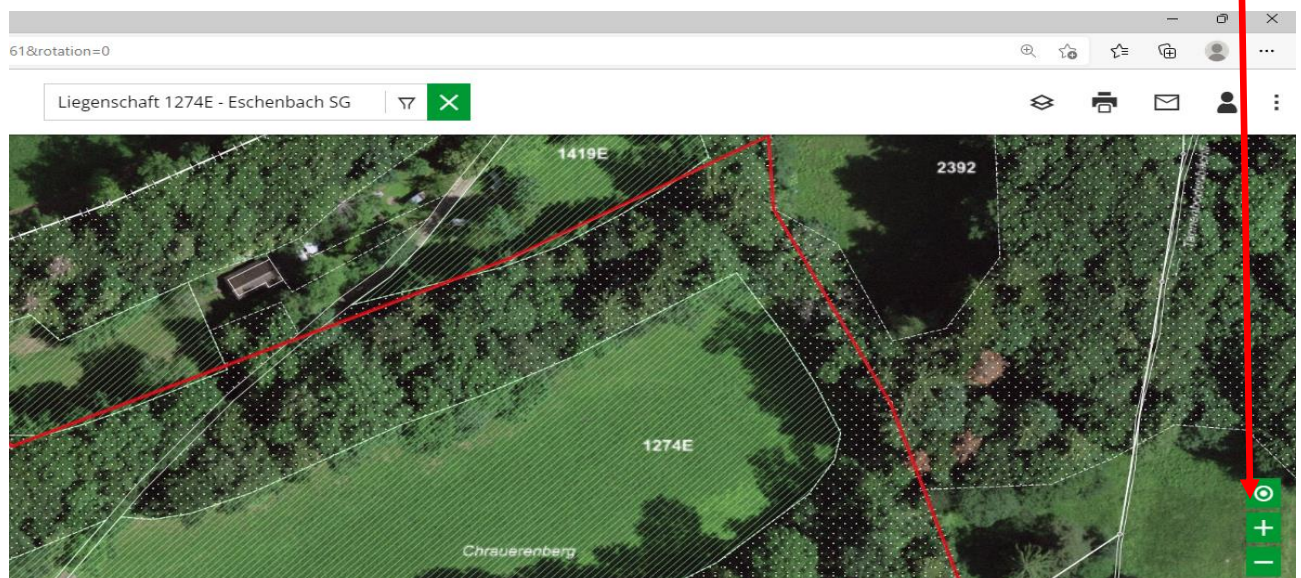 61&rotation=0
Liegenschaft 1274E - Eschenbach SG
1419E
2392
1274E
Chrauerenberg